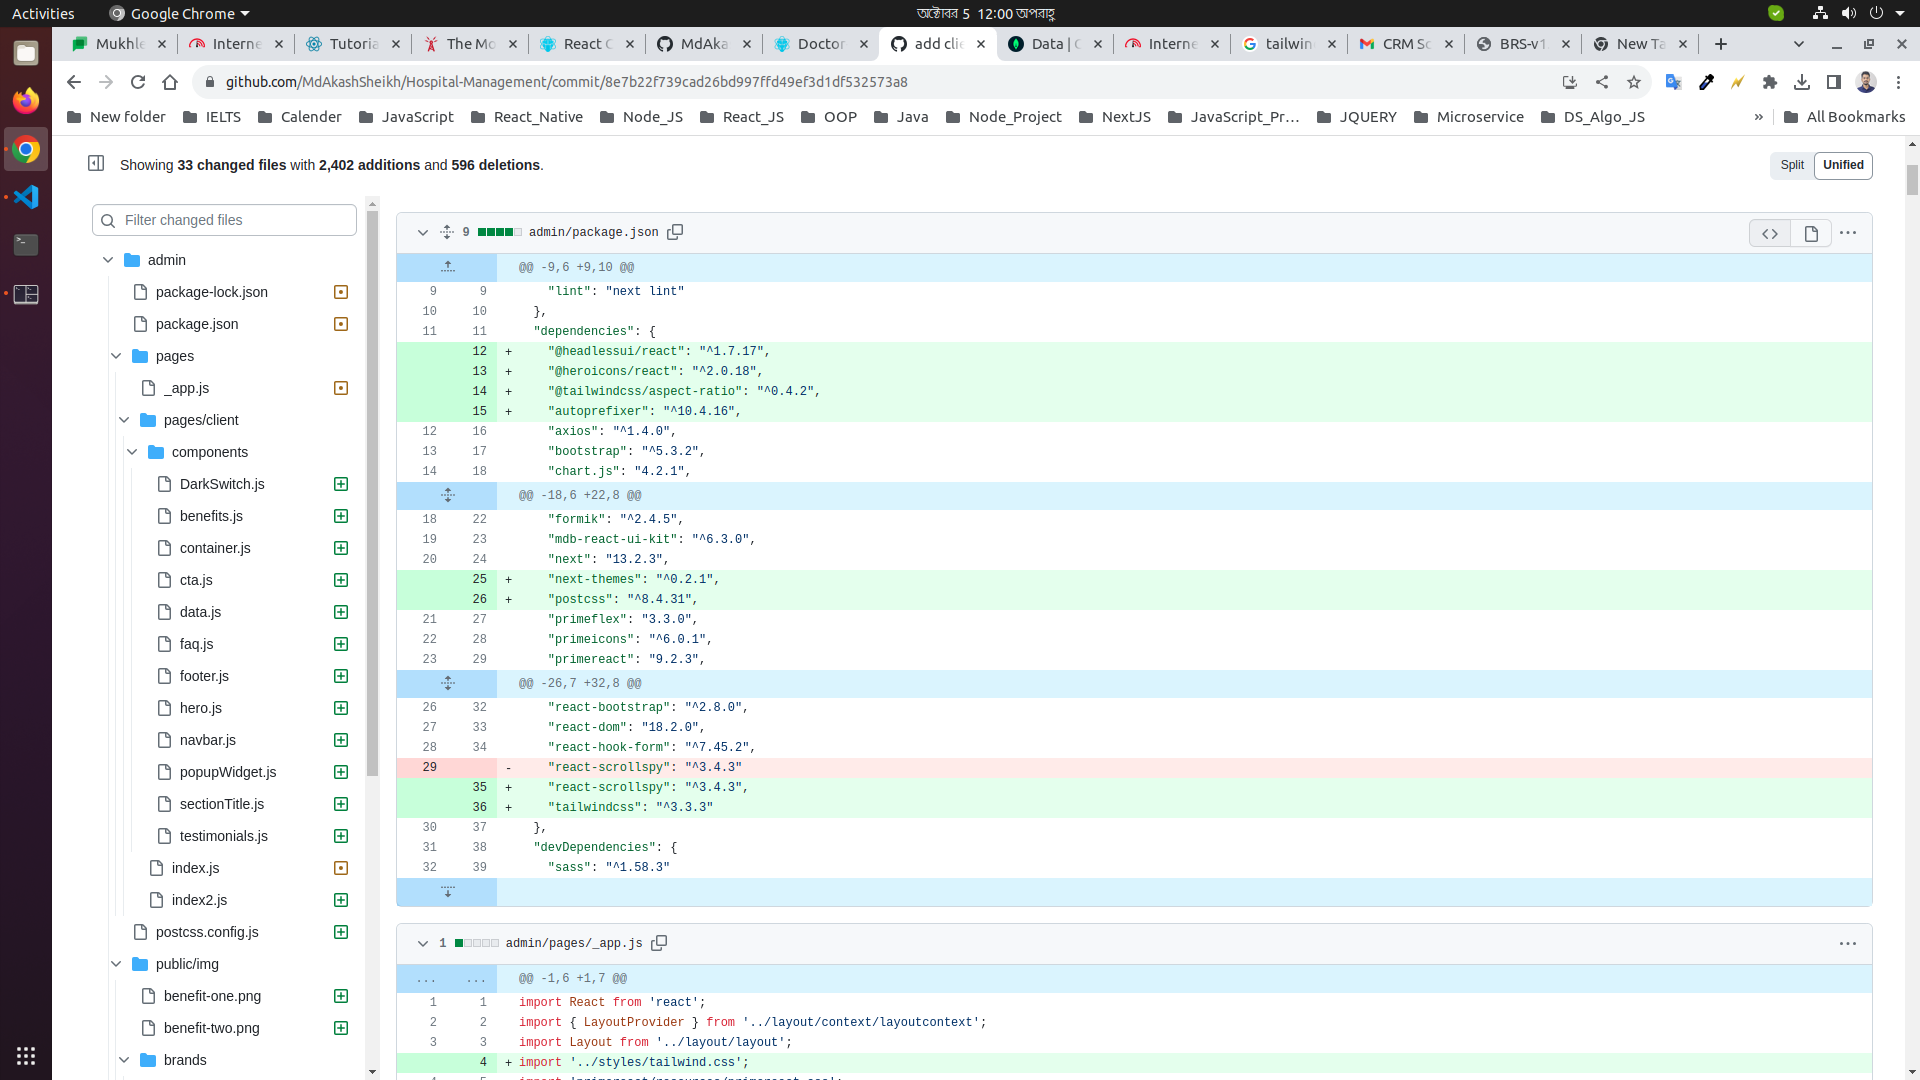 Activities
Google Chrome
অক্টোবর 5 12:00 অপরাহ্ণ
Mukhle
Interne
Tutoria
The Mo
React C
MdAka
Doctor
add clie
Data | C
Interne
tailwin
CRM Sc
BRS-v1
New Ta
github.com/MdAkashSheikh/Hospital-Management/commit/8e7b22f739cad26bd997ffd49ef3d1df532573a8
New folder
IELTS
Calender
JavaScript
React_Native
Node_JS
React_JS
OOP
Java
Node_Project
NextJS
JavaScript_Pr…
JQUERY
Microservice
DS_Algo_JS
»
All Bookmarks
Showing 33 changed files with 2,402 additions and 596 deletions.
Split
Unified
Filter changed files
admin
package-lock.json
package.json
pages
_app.js
pages/client
components
DarkSwitch.js
benefits.js
container.js
cta.js
data.js
faq.js
footer.js
hero.js
navbar.js
popupWidget.js
sectionTitle.js
testimonials.js
index.js
index2.js
postcss.config.js
public/img
benefit-one.png
benefit-two.png
brands
9 admin/package.json
@@ -9,6 +9,10 @@
9 9 "lint": "next lint"
10 10 },
11 11 "dependencies": {
12 + "@headlessui/react": "^1.7.17",
13 + "@heroicons/react": "^2.0.18",
14 + "@tailwindcss/aspect-ratio": "^0.4.2",
15 + "autoprefixer": "^10.4.16",
12 16 "axios": "^1.4.0",
13 17 "bootstrap": "^5.3.2",
14 18 "chart.js": "4.2.1",
@@ -18,6 +22,8 @@
18 22 "formik": "^2.4.5",
19 23 "mdb-react-ui-kit": "^6.3.0",
20 24 "next": "13.2.3",
25 + "next-themes": "^0.2.1",
26 + "postcss": "^8.4.31",
21 27 "primeflex": "3.3.0",
22 28 "primeicons": "^6.0.1",
23 29 "primereact": "9.2.3",
@@ -26,7 +32,8 @@
26 32 "react-bootstrap": "^2.8.0",
27 33 "react-dom": "18.2.0",
28 34 "react-hook-form": "^7.45.2",
29 - "react-scrollspy": "^3.4.3"
35 + "react-scrollspy": "^3.4.3",
36 + "tailwindcss": "^3.3.3"
30 37 },
31 38 "devDependencies": {
32 39 "sass": "^1.58.3"
1 admin/pages/_app.js
... ... @@ -1,6 +1,7 @@
1 1 import React from 'react';
2 2 import { LayoutProvider } from '../layout/context/layoutcontext';
3 3 import Layout from '../layout/layout';
4 + import '../styles/tailwind.css';